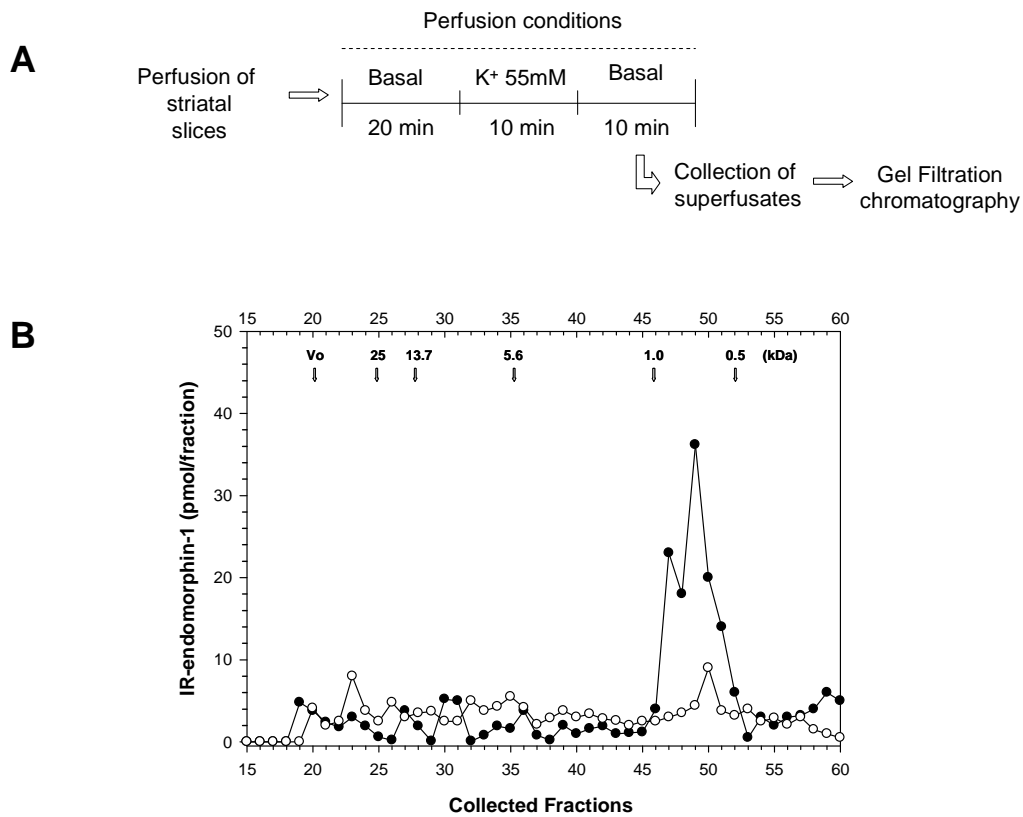 A
Perfusion conditions
Perfusion of
striatal
slices
Basal
K+ 55mM
Basal
20 min
10 min
10 min
Collection of
superfusates
Gel Filtration
chromatography
B
15 20 25 30 35 40 45 50 55 60
Vo 25 13.7 5.6 1.0 0.5 (kDa)
50
40
30
20
10
0
IR-endomorphin-1 (pmol/fraction)
15 20 25 30 35 40 45 50 55 60
Collected Fractions